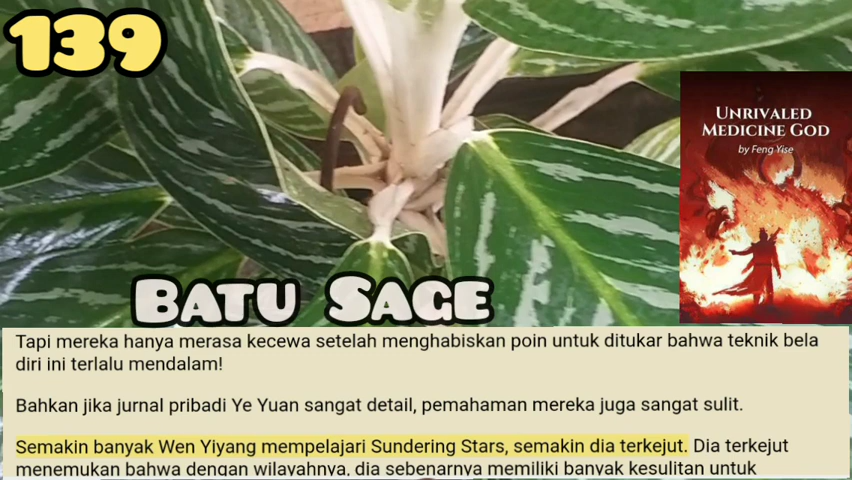 139
UNRIVALED
MEDICINE GOD
by Feng Yise
BATU SAGE
Tapi mereka hanya merasa kecewa setelah menghabiskan poin untuk ditukar bahwa teknik bela
diri ini terlalu mendalam!
Bahkan jika jurnal pribadi Ye Yuan sangat detail, pemahaman mereka juga sangat sulit.
Semakin banyak Wen Yiyang mempelajari Sundering Stars, semakin dia terkejut. Dia terkejut
menemukan bahwa dengan wilayahnya, dia sebenarnya memiliki banyak kesulitan untuk